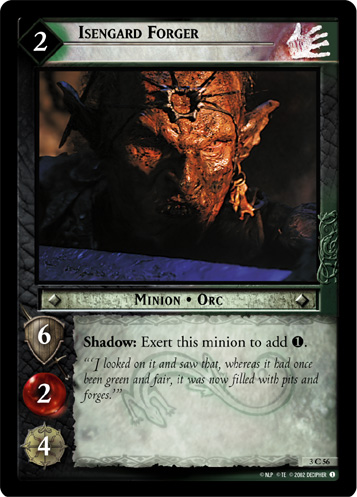 2
ISENGARD FORGER
MINION • ORC
6
Shadow: Exert this minion to add ❶.
2
"'I looked on it and saw that, whereas it had once
been green and fair, it was now filled with pits and
forges.'"
4
3 C 56
© NLP ©TE © 2002 DECIPHER